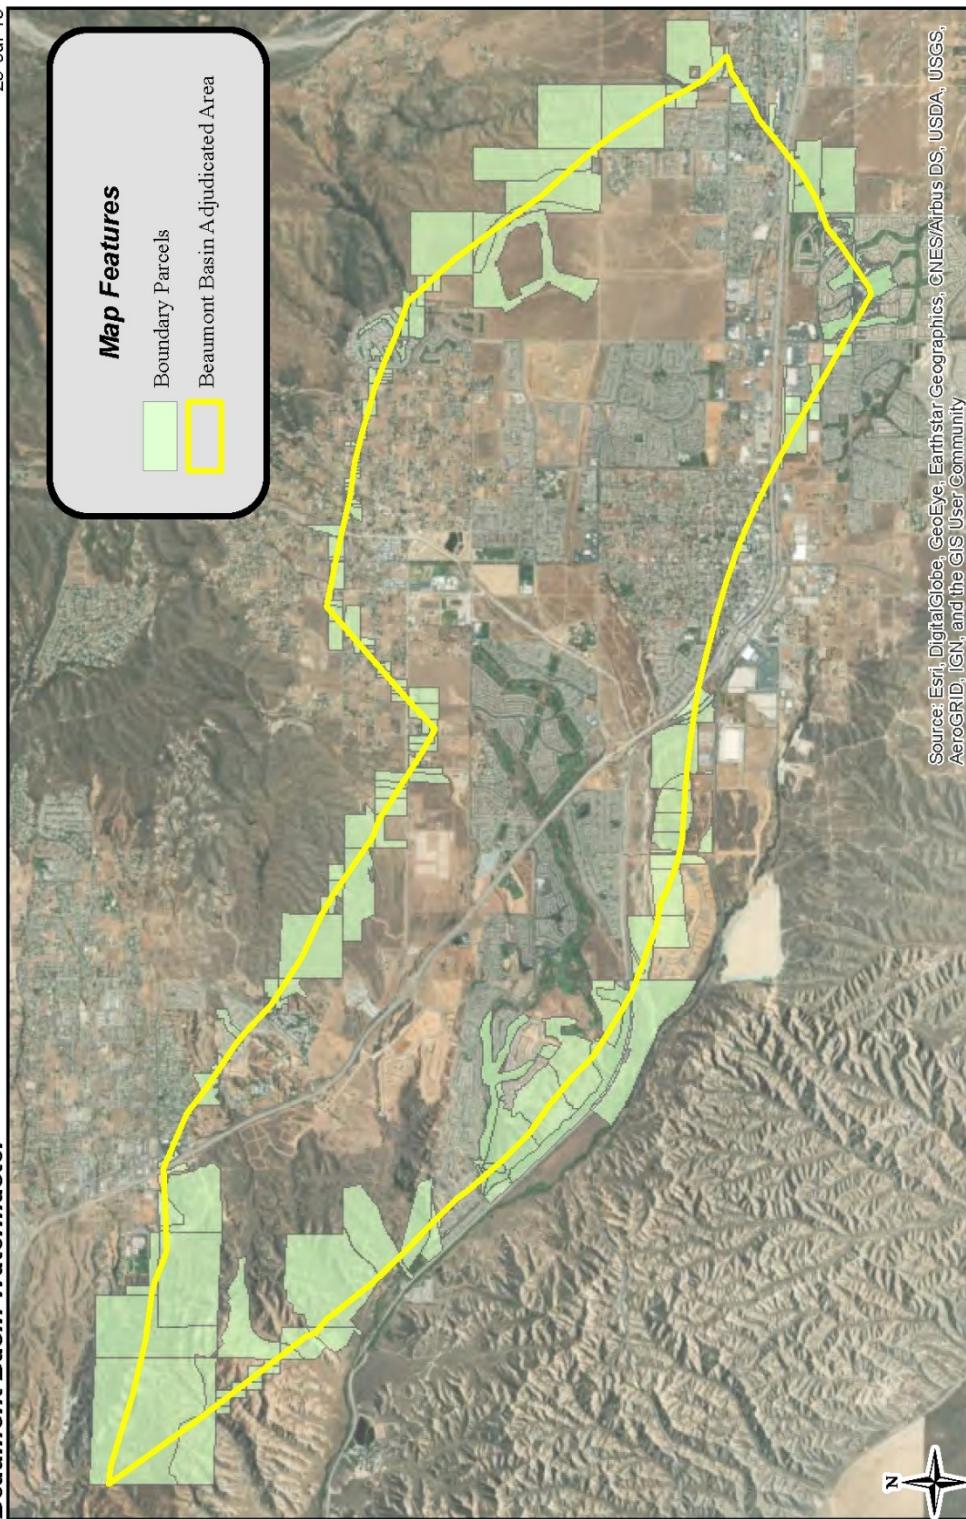 Map Features
Boundary Parcels
Beaumont Basin Adjudicated Area
Source: Esri, DigitalGlobe, GeoEye, Earthstar Geographics, CNES/Airbus DS, USDA, USGS,
AeroGRID, IGN, and the GIS User Community
N